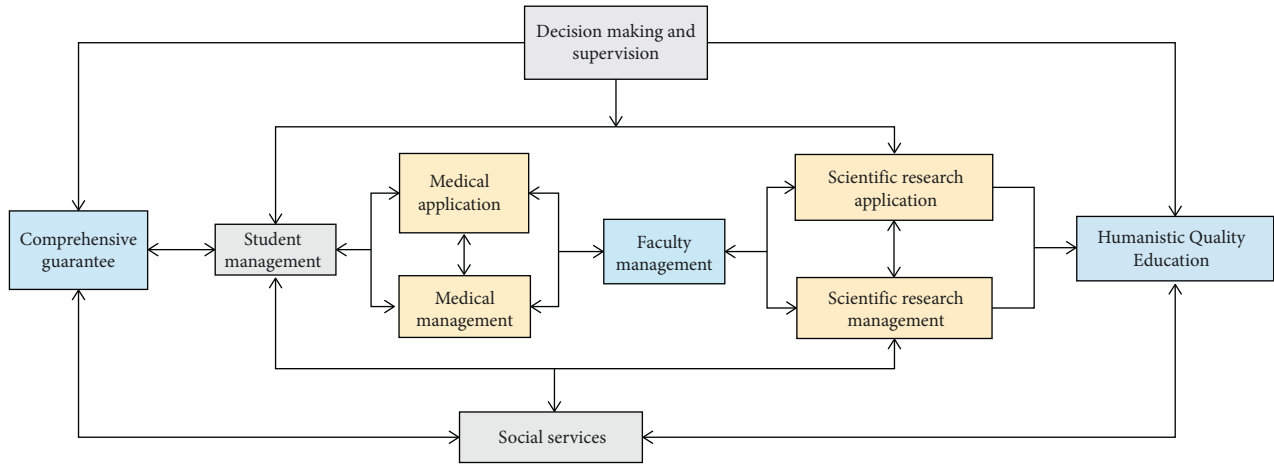 Decision making and
supervision
Comprehensive
guarantee
Student
management
Medical
application
Medical
management
Faculty
management
Scientific research
application
Scientific research
management
Humanistic Quality
Education
Social services